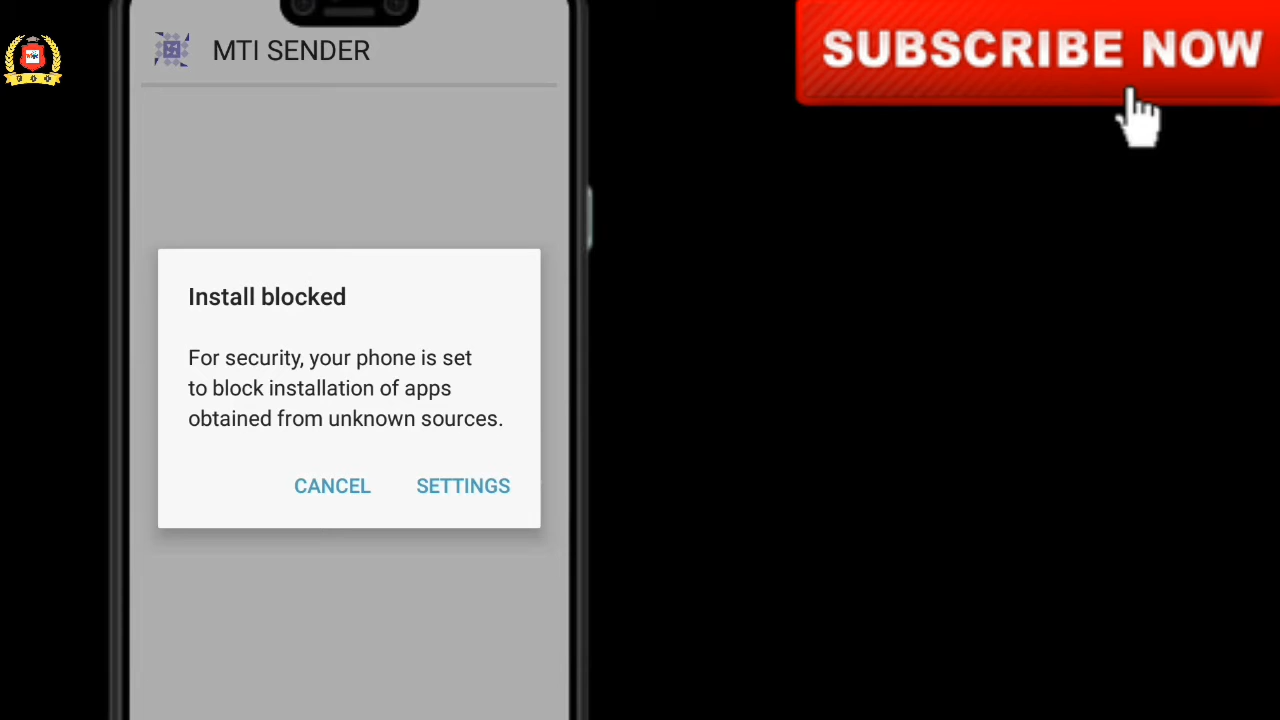 MTI SENDER
SUBSCRIBE NOW
Install blocked
For security, your phone is set
to block installation of apps
obtained from unknown sources.
CANCEL SETTINGS